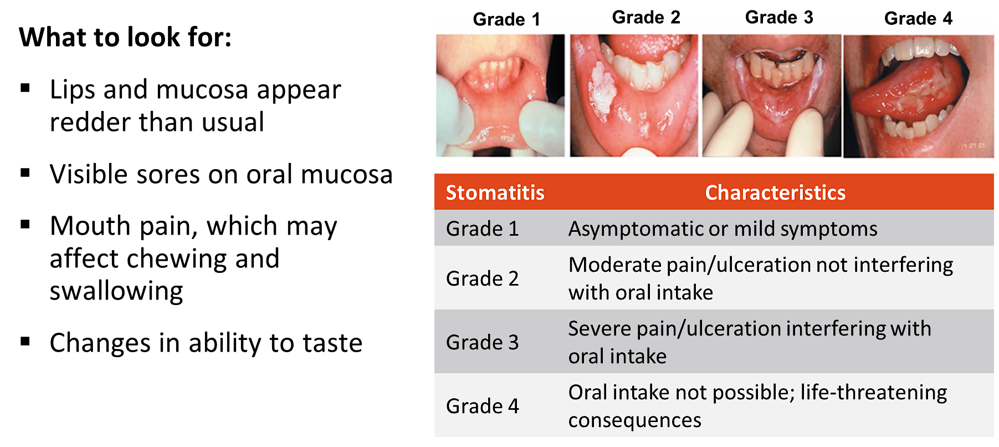 What to look for:
▪ Lips and mucosa appear
redder than usual
▪ Visible sores on oral mucosa
▪ Mouth pain, which may
affect chewing and
swallowing
▪ Changes in ability to taste
Grade 1
Grade 2
Grade 3
Grade 4
Stomatitis Characteristics
Grade 1 Asymptomatic or mild symptoms
Grade 2 Moderate pain/ulceration not interfering
with oral intake
Grade 3 Severe pain/ulceration interfering with
oral intake
Grade 4 Oral intake not possible; life-threatening
consequences